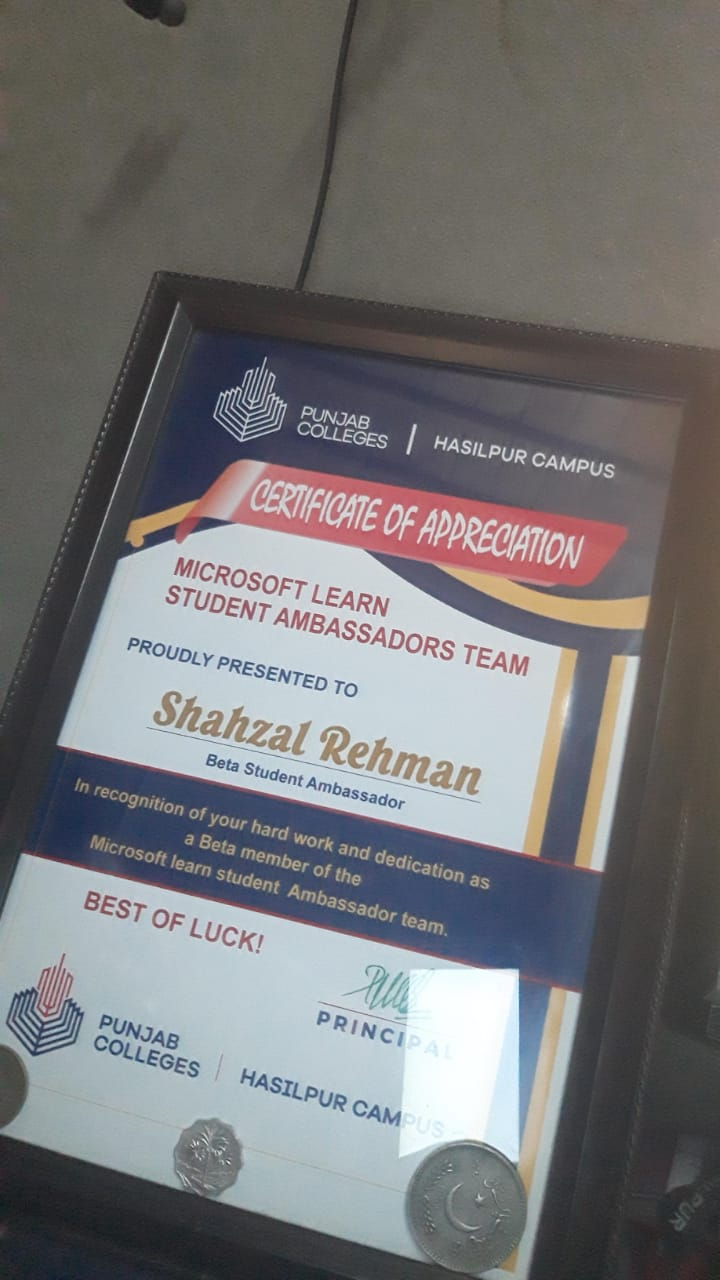 PUNJAB
COLLEGES
HASILPUR CAMPUS
CERTIFICATE OF APPRECIATION
MICROSOFT LEARN
STUDENT AMBASSADORS TEAM
PROUDLY PRESENTED TO
Shahzal Rehman
Beta Student Ambassador
In recognition of your hard work and dedication as
a Beta member of the
Microsoft learn student Ambassador team.
BEST OF LUCK!
PRINCIPAL
PUNJAB
COLLEGES
HASILPUR CAMPUS